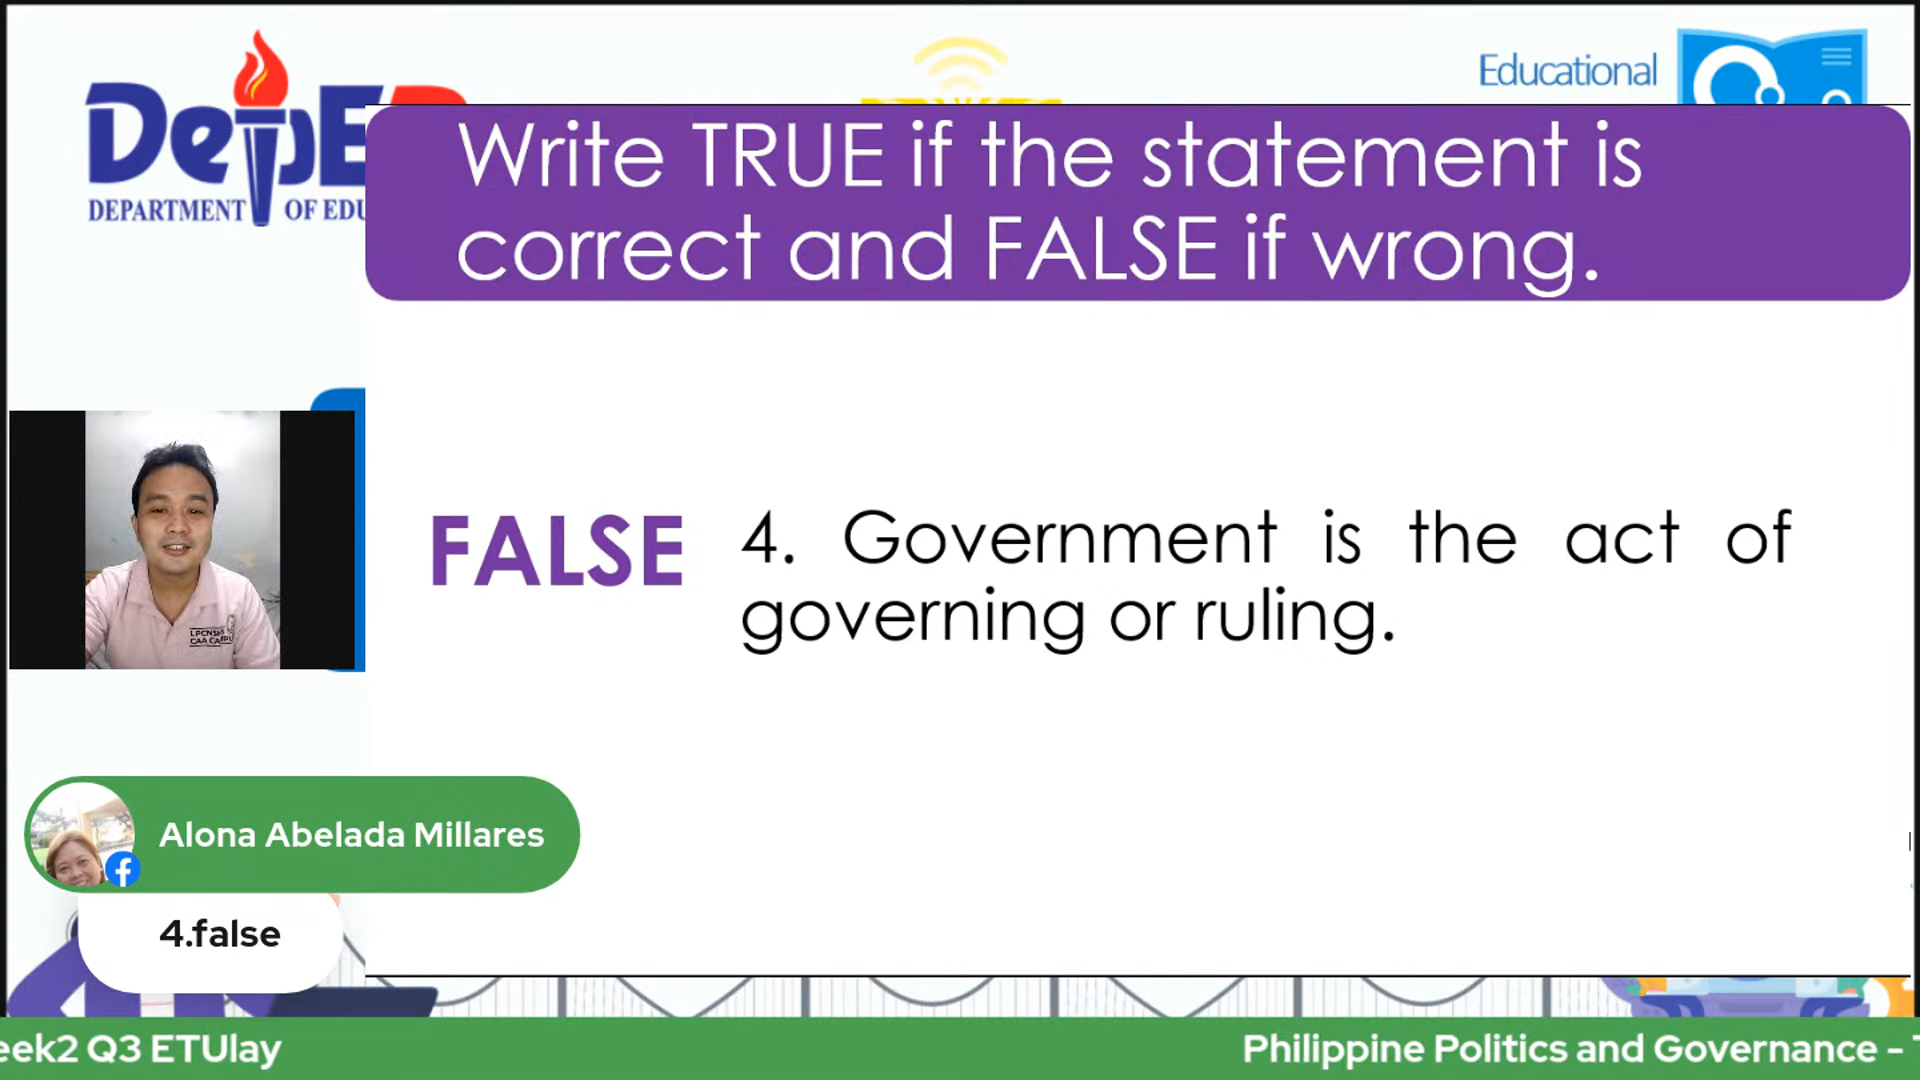 DepE
DEPARTMENT OF EDU
Educational
Write TRUE if the statement is
correct and FALSE if wrong.
FALSE
4. Government is the act of
governing or ruling.
Alona Abelada Millares
4.false
eek2 Q3 ETUlay
Philippine Politics and Governance -